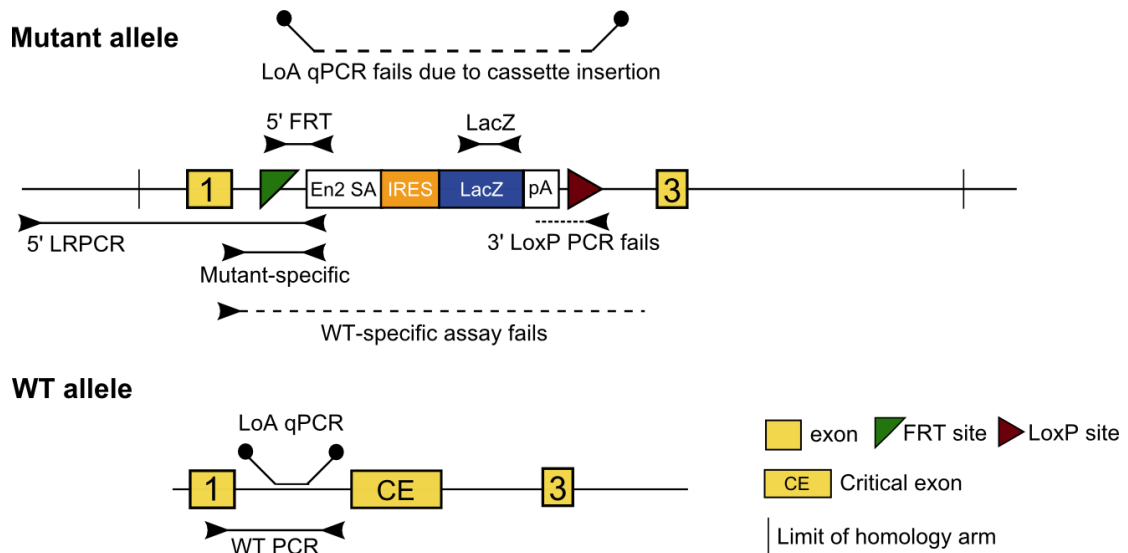 Mutant allele
LoA qPCR fails due to cassette insertion
5' FRT
LacZ
1
En2 SA
IRES
LacZ
pA
3
5' LRPCR
3' LoxP PCR fails
Mutant-specific
WT-specific assay fails
WT allele
LoA qPCR
1
CE
3
WT PCR
exon
FRT site
LoxP site
CE
Critical exon
Limit of homology arm